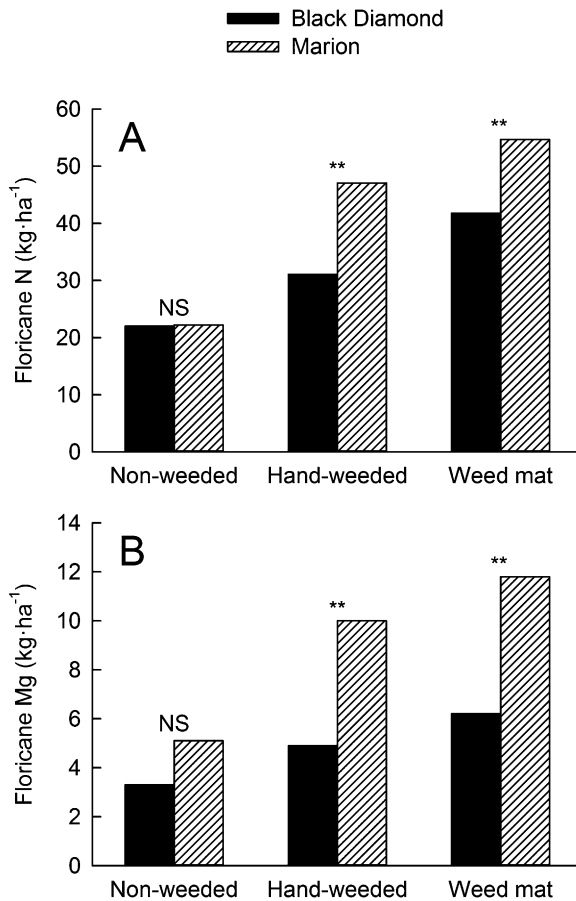 Black Diamond
Marion
A
Floricane N (kg·ha⁻¹)
60
50
40
30
20
10
0
NS
**
**
Non-weeded Hand-weeded Weed mat
B
Floricane Mg (kg·ha⁻¹)
14
12
10
8
6
4
2
0
NS
**
**
Non-weeded Hand-weeded Weed mat